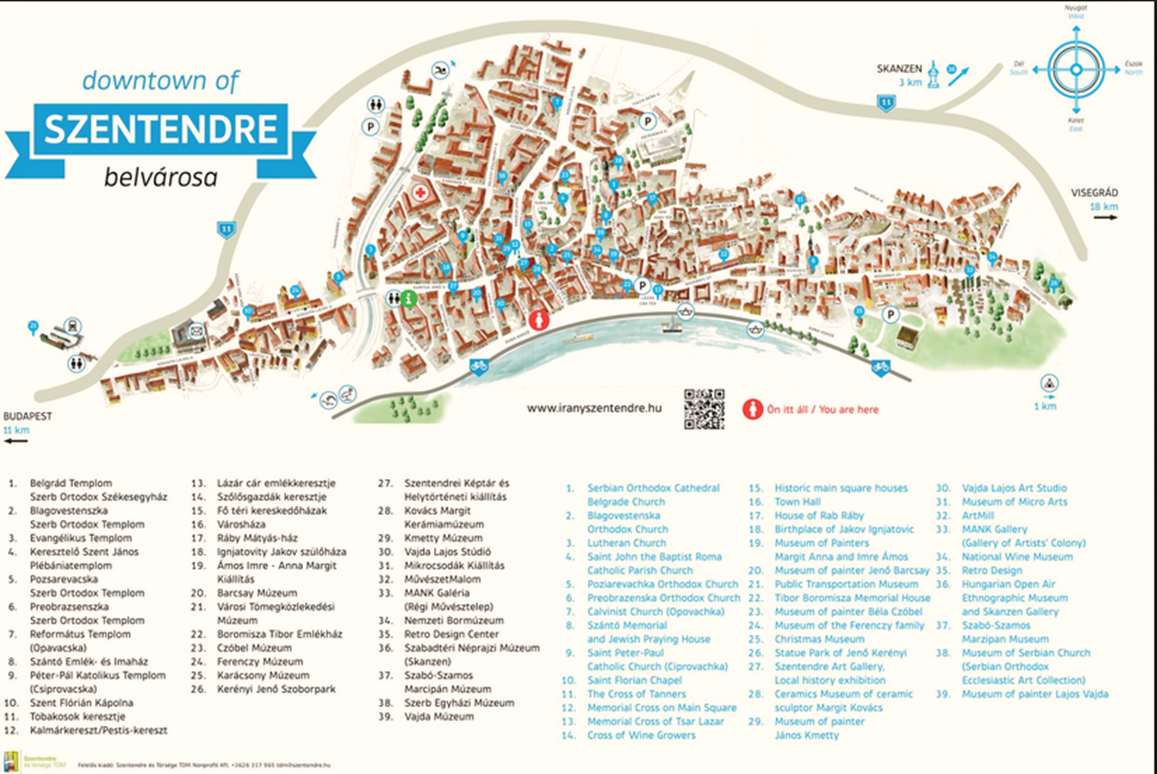 downtown of
SZENTENDRE
belvárosa
Nyugat
West
Dél
South
Észak
North
Kelet
East
SKANZEN
3 km
11
11
VISEGRÁD
18 km
BUDAPEST
11 km
1 km
www.iranyszentendre.hu
Ön itt áll / You are here
1. Belgrád Templom
Szerb Ortodox Székesegyház
2. Blagovestenszka
Szerb Ortodox Templom
3. Evangélikus Templom
4. Keresztelő Szent János
Plébániatemplom
5. Pozsarevacska
Szerb Ortodox Templom
6. Preobrazsenszka
Szerb Ortodox Templom
7. Református Templom
(Opavacska)
8. Szántó Emlék- és Imaház
9. Péter-Pál Katolikus Templom
(Csiprovacska)
10. Szent Flórián Kápolna
11. Tobakosok keresztje
12. Kalmárkereszt/Pestis-kereszt
13. Lázár cár emlékkeresztje
14. Szőlősgazdák keresztje
15. Fő téri kereskedőházak
16. Városháza
17. Ráby Mátyás-ház
18. Ignjatovity Jakov szülőháza
19. Ámos Imre - Anna Margit
Kiállítás
20. Barcsay Múzeum
21. Városi Tömegközlekedési
Múzeum
22. Boromisza Tibor Emlékház
23. Czóbel Múzeum
24. Ferenczy Múzeum
25. Karácsony Múzeum
26. Kerényi Jenő Szoborpark
27. Szentendrei Képtár és
Helytörténeti kiállítás
28. Kovács Margit
Kerámiamúzeum
29. Kmetty Múzeum
30. Vajda Lajos Stúdió
31. Mikrocsodák Kiállítás
32. MűvészetMalom
33. MANK Galéria
(Régi Művésztelep)
34. Nemzeti Bormúzeum
35. Retro Design Center
36. Szabadtéri Néprajzi Múzeum
(Skanzen)
37. Szabó-Szamos
Marcipán Múzeum
38. Szerb Egyházi Múzeum
39. Vajda Múzeum
1. Serbian Orthodox Cathedral
Belgrade Church
2. Blagovestenska
Orthodox Church
3. Lutheran Church
4. Saint John the Baptist Roma
Catholic Parish Church
5. Poziarevachka Orthodox Church
6. Preobrazenska Orthodox Church
7. Calvinist Church (Opovachka)
8. Szántó Memorial
and Jewish Praying House
9. Saint Peter-Paul
Catholic Church (Ciprovachka)
10. Saint Florian Chapel
11. The Cross of Tanners
12. Memorial Cross on Main Square
13. Memorial Cross of Tsar Lazar
14. Cross of Wine Growers
15. Historic main square houses
16. Town Hall
17. House of Rab Ráby
18. Birthplace of Jakov Ignjatovic
19. Museum of Painters
Margit Anna and Imre Ámos
20. Museum of painter Jenő Barcsay
21. Public Transportation Museum
22. Tibor Boromisza Memorial House
23. Museum of painter Béla Czóbel
24. Museum of the Ferenczy family
25. Christmas Museum
26. Statue Park of Jenő Kerényi
27. Szentendre Art Gallery,
Local history exhibition
28. Ceramics Museum of ceramic
sculptor Margit Kovács
29. Museum of painter
János Kmetty
30. Vajda Lajos Art Studio
31. Museum of Micro Arts
32. ArtMill
33. MANK Gallery
(Gallery of Artists' Colony)
34. National Wine Museum
35. Retro Design
36. Hungarian Open Air
Ethnographic Museum
and Skanzen Gallery
37. Szabó-Szamos
Marzipan Museum
38. Museum of Serbian Church
(Serbian Orthodox
Ecclesiastic Art Collection)
39. Museum of painter Lajos Vajda
Szentendre
és térsége TDM
Felelős kiadó: Szentendre és Térsége TDM Nonprofit Kft. +3626 317 965 tdm@szentendre.hu